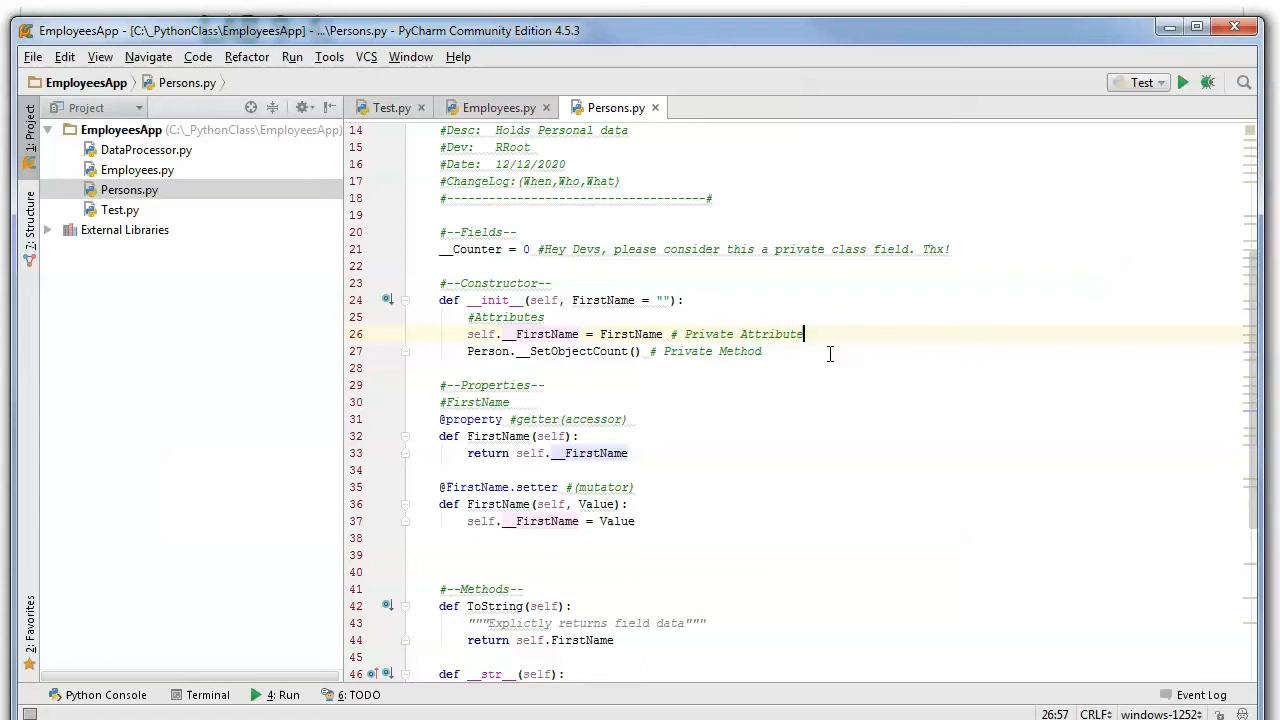 EmployeesApp - [C:\_PythonClass\EmployeesApp] - ...\Persons.py - PyCharm Community Edition 4.5.3
File Edit View Navigate Code Refactor Run Tools VCS Window Help
EmployeesApp Persons.py Test
Project Test.py Employees.py Persons.py
1: Project
7: Structure
2: Favorites
EmployeesApp (C:\_PythonClass\EmployeesApp)
DataProcessor.py
Employees.py
Persons.py
Test.py
External Libraries
14 #Desc: Holds Personal data
15 #Dev: RRoot
16 #Date: 12/12/2020
17 #ChangeLog:(When,Who,What)
18 #-------------------------------------#
19
20 #--Fields--
21 __Counter = 0 #Hey Devs, please consider this a private class field. Thx!
22
23 #--Constructor--
24 def __init__(self, FirstName = ""):
25 #Attributes
26 self.__FirstName = FirstName # Private Attribute
27 Person.__SetObjectCount() # Private Method
28
29 #--Properties--
30 #FirstName
31 @property #getter(accessor)
32 def FirstName(self):
33 return self.__FirstName
34
35 @FirstName.setter #(mutator)
36 def FirstName(self, Value):
37 self.__FirstName = Value
38
39
40
41 #--Methods--
42 def ToString(self):
43 """Explictly returns field data"""
44 return self.FirstName
45
46 def __str__(self):
Python Console Terminal 4: Run 6: TODO Event Log
26:57 CRLF windows-1252